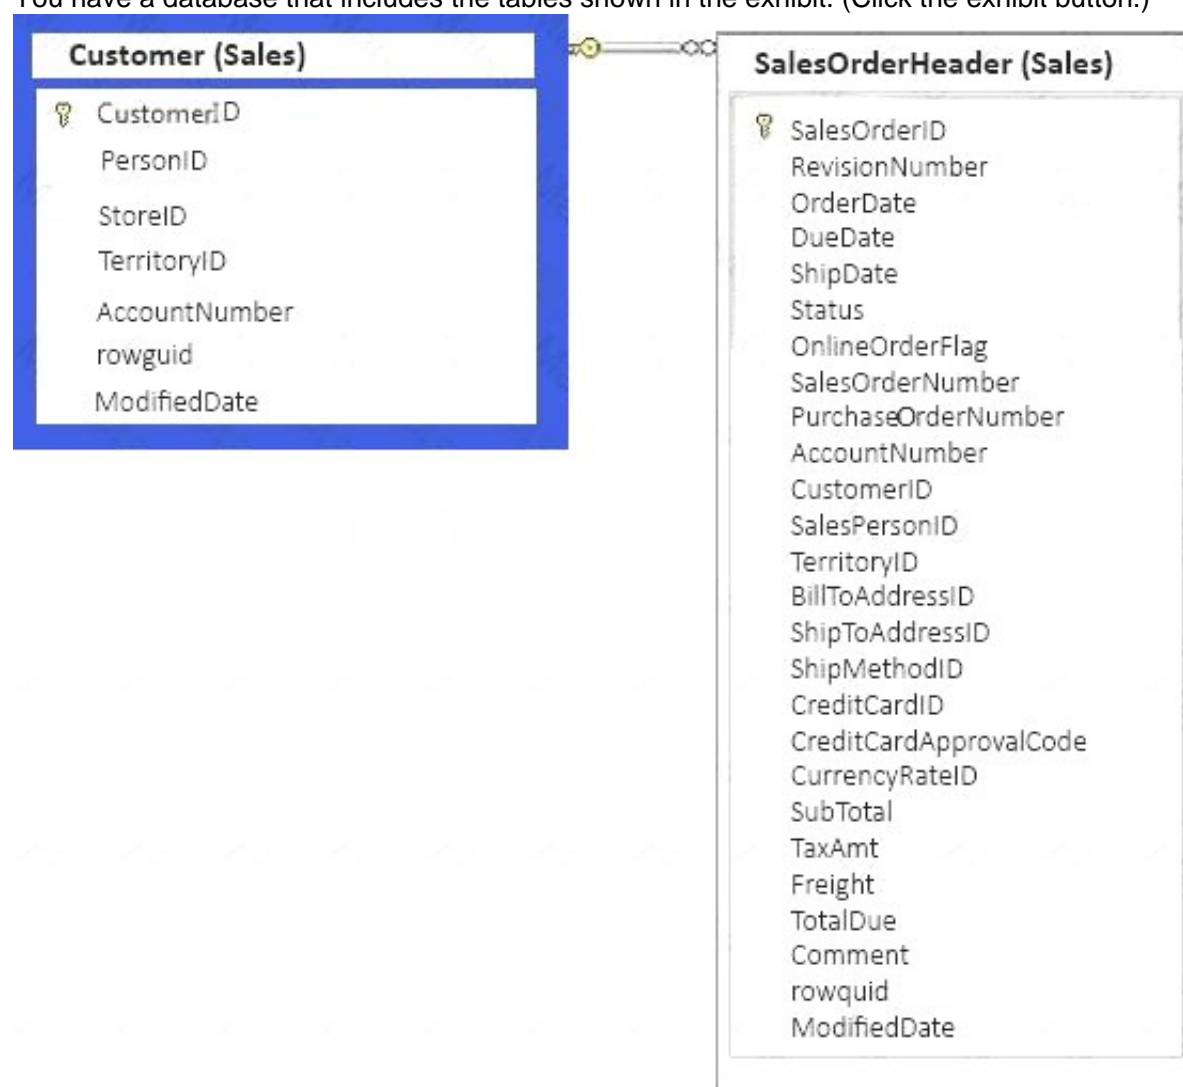 You have a database that includes the tables shown in the exhibit. (Click the exhibit button.)
Customer (Sales)
CustomerID
PersonID
StoreID
TerritoryID
AccountNumber
rowguid
ModifiedDate
SalesOrderHeader (Sales)
SalesOrderID
RevisionNumber
OrderDate
DueDate
ShipDate
Status
OnlineOrderFlag
SalesOrderNumber
PurchaseOrderNumber
AccountNumber
CustomerID
SalesPersonID
TerritoryID
BillToAddressID
ShipToAddressID
ShipMethodID
CreditCardID
CreditCardApprovalCode
CurrencyRateID
SubTotal
TaxAmt
Freight
TotalDue
Comment
rowquid
ModifiedDate